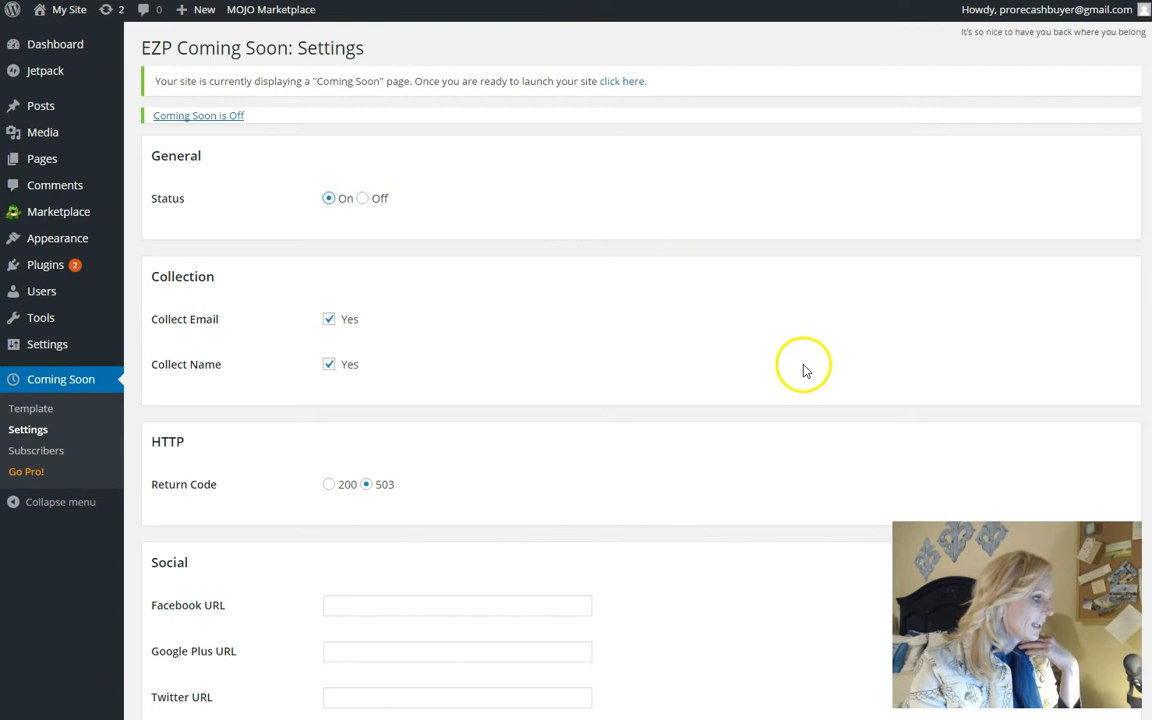 My Site 2 0 New MOJO Marketplace Howdy, prorecashbuyer@gmail.com
It's so nice to have you back where you belong
Dashboard
Jetpack
Posts
Media
Pages
Comments
Marketplace
Appearance
Plugins 2
Users
Tools
Settings
Coming Soon
Template
Settings
Subscribers
Go Pro!
Collapse menu
EZP Coming Soon: Settings
Your site is currently displaying a "Coming Soon" page. Once you are ready to launch your site click here.
Coming Soon is Off
General
Status On Off
Collection
Collect Email Yes
Collect Name Yes
HTTP
Return Code 200 503
Social
Facebook URL
Google Plus URL
Twitter URL